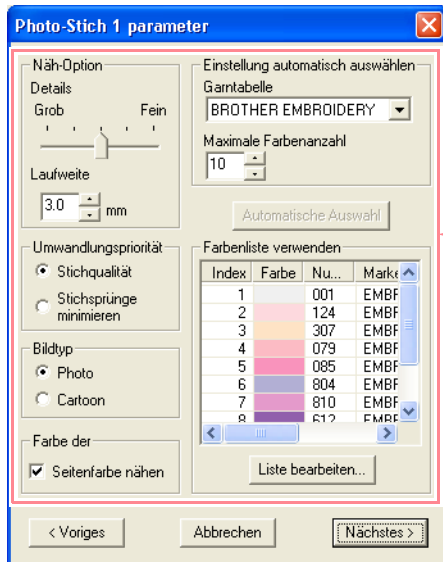 Photo-Stich 1 parameter
Näh-Option
Details
Grob Fein
Laufweite
3.0 mm
Umwandlungspriorität
Stichqualität
Stichsprünge
minimieren
Bildtyp
Photo
Cartoon
Farbe der
Seitenfarbe nähen
Einstellung automatisch auswählen
Garntabelle
BROTHER EMBROIDERY
Maximale Farbenanzahl
10
Automatische Auswahl
Farbenliste verwenden
Index Farbe Nu... Marke
1 001 EMBF
2 124 EMBF
3 307 EMBF
4 079 EMBF
5 085 EMBF
6 804 EMBF
7 810 EMBF
8 612 EMBF
Liste bearbeiten...
< Voriges Abbrechen Nächstes >